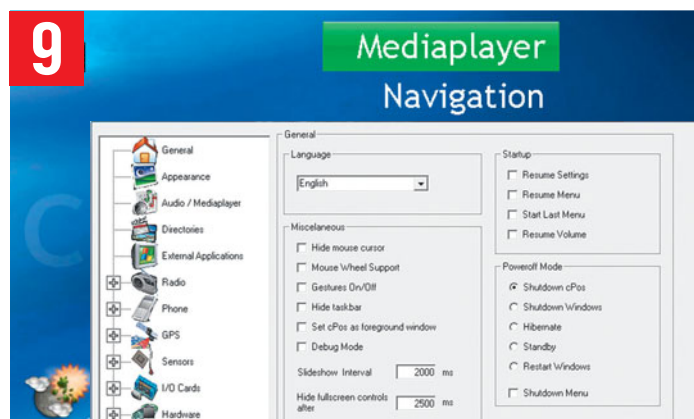 9
Mediaplayer
Navigation
General
Appearance
Audio / Mediaplayer
Directories
External Applications
Radio
Phone
GPS
Sensors
I/O Cards
Hardware
General
Language
English
Miscelaneous
Hide mouse cursor
Mouse Wheel Support
Gestures On/Off
Hide taskbar
Set cPos as foreground window
Debug Mode
Slideshow Interval 2000 ms
Hide fullscreen controls
after 2500 ms
Startup
Resume Settings
Resume Menu
Start Last Menu
Resume Volume
Poweroff Mode
Shutdown cPos
Shutdown Windows
Hibernate
Standby
Restart Windows
Shutdown Menu